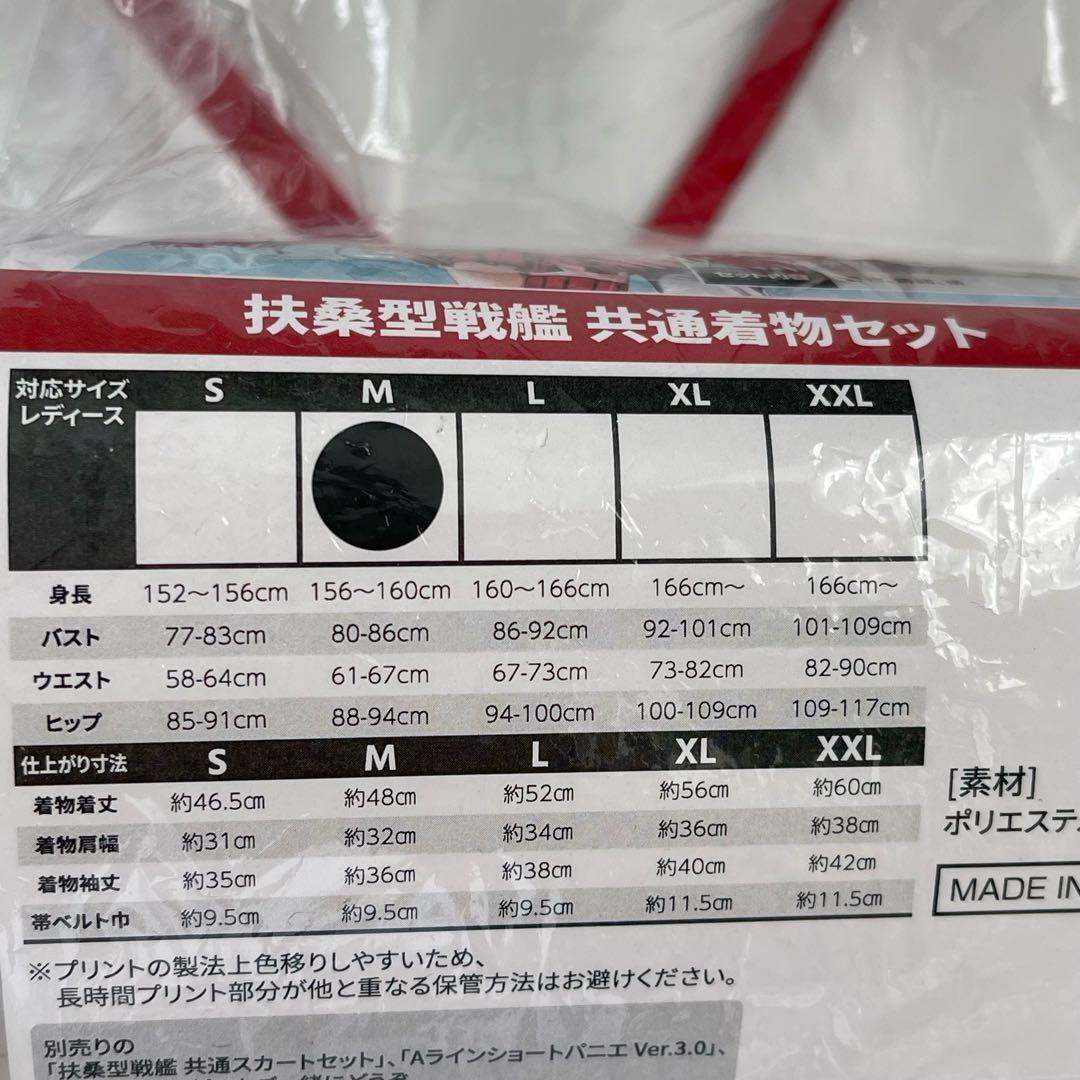 扶桑型戦艦 共通着物セット
対応サイズ レディース S M L XL XXL
身長 152～156cm 156～160cm 160～166cm 166cm～ 166cm～
バスト 77-83cm 80-86cm 86-92cm 92-101cm 101-109cm
ウエスト 58-64cm 61-67cm 67-73cm 73-82cm 82-90cm
ヒップ 85-91cm 88-94cm 94-100cm 100-109cm 109-117cm
仕上がり寸法 S M L XL XXL
着物着丈 約46.5㎝ 約48㎝ 約52㎝ 約56㎝ 約60㎝
着物肩幅 約31㎝ 約32㎝ 約34㎝ 約36㎝ 約38㎝
着物袖丈 約35㎝ 約36㎝ 約38㎝ 約40㎝ 約42㎝
帯ベルト巾 約9.5㎝ 約9.5㎝ 約9.5㎝ 約11.5㎝ 約11.5㎝
[素材]
ポリエステ
MADE IN
※プリントの製法上色移りしやすいため、
長時間プリント部分が他と重なる保管方法はお避けください。
別売りの
「扶桑型戦艦 共通スカートセット」、「Aラインショートパニエ Ver.3.0」、